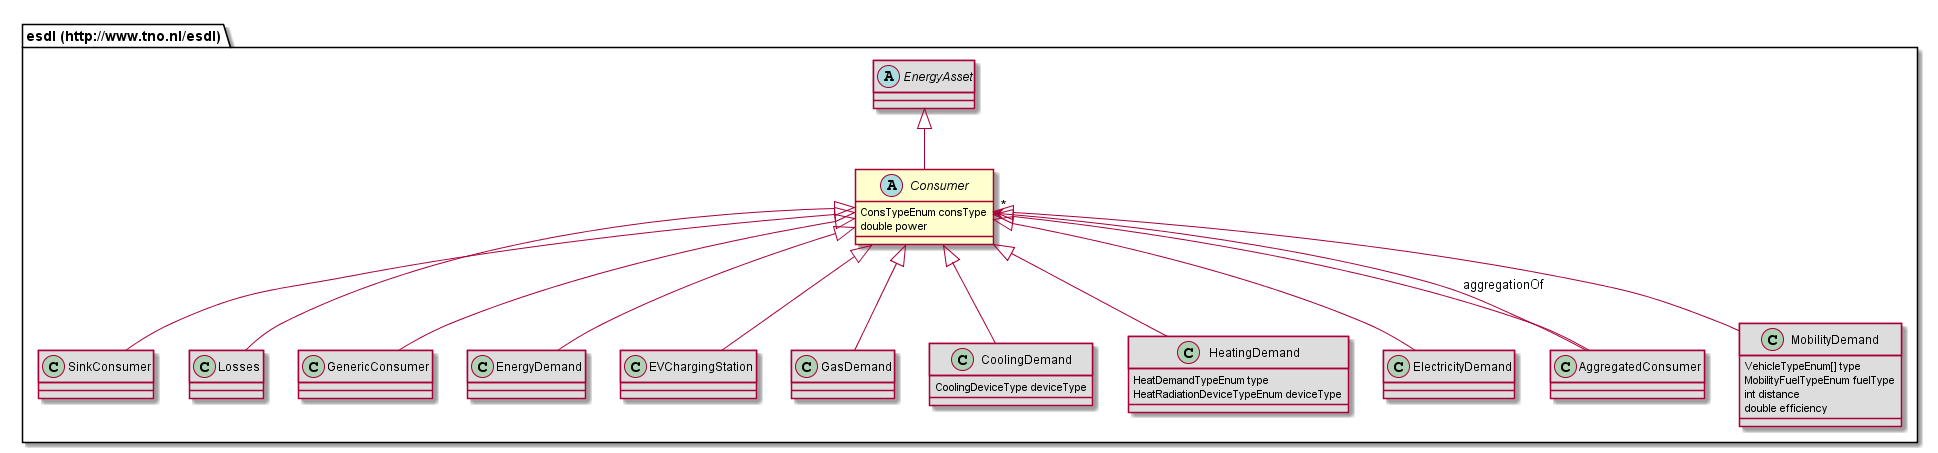 esdl (http://www.tno.nl/esdl)
A EnergyAsset
A Consumer
ConsTypeEnum consType
double power
*
aggregationOf
C SinkConsumer
C Losses
C GenericConsumer
C EnergyDemand
C EVChargingStation
C GasDemand
C CoolingDemand
CoolingDeviceType deviceType
C HeatingDemand
HeatDemandTypeEnum type
HeatRadiationDeviceTypeEnum deviceType
C ElectricityDemand
C AggregatedConsumer
C MobilityDemand
VehicleTypeEnum[] type
MobilityFuelTypeEnum fuelType
int distance
double efficiency